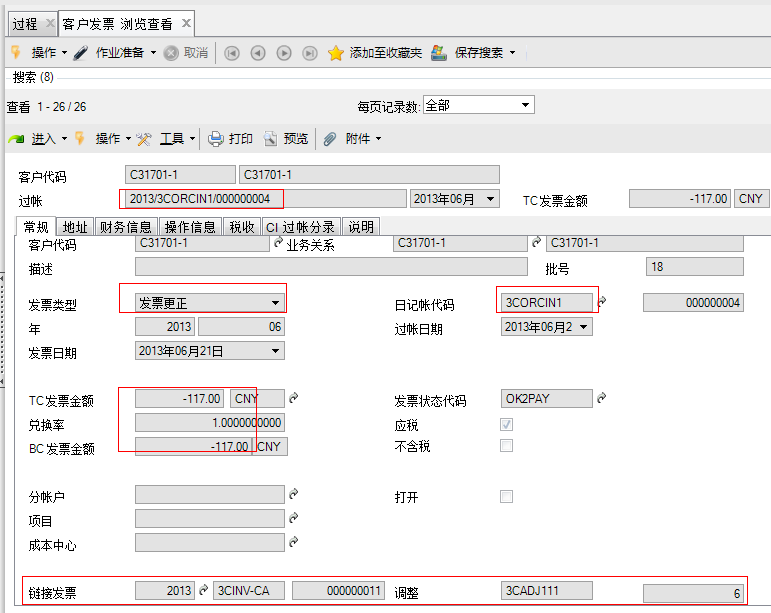 过程 客户发票 浏览查看
操作 作业准备 取消 添加至收藏夹 保存搜索
搜索 (8)
查看 1 - 26 / 26 每页记录数: 全部
进入 操作 工具 打印 预览 附件
客户代码 C31701-1 C31701-1
过帐 2013/3CORCIN1/000000004 2013年06月 TC发票金额 -117.00 CNY
常规 地址 财务信息 操作信息 税收 CI 过帐分录 说明
客户代码 C31701-1 业务关系 C31701-1 C31701-1
描述 批号 18
发票类型 发票更正 日记帐代码 3CORCIN1 000000004
年 2013 06 过帐日期 2013年06月2
发票日期 2013年06月21日
TC发票金额 -117.00 CNY 发票状态代码 OK2PAY
兑换率 1.0000000000 应税
BC 发票金额 -117.00 CNY 不含税
分帐户 打开
项目
成本中心
链接发票 2013 3CINV-CA 000000011 调整 3CADJ111 6